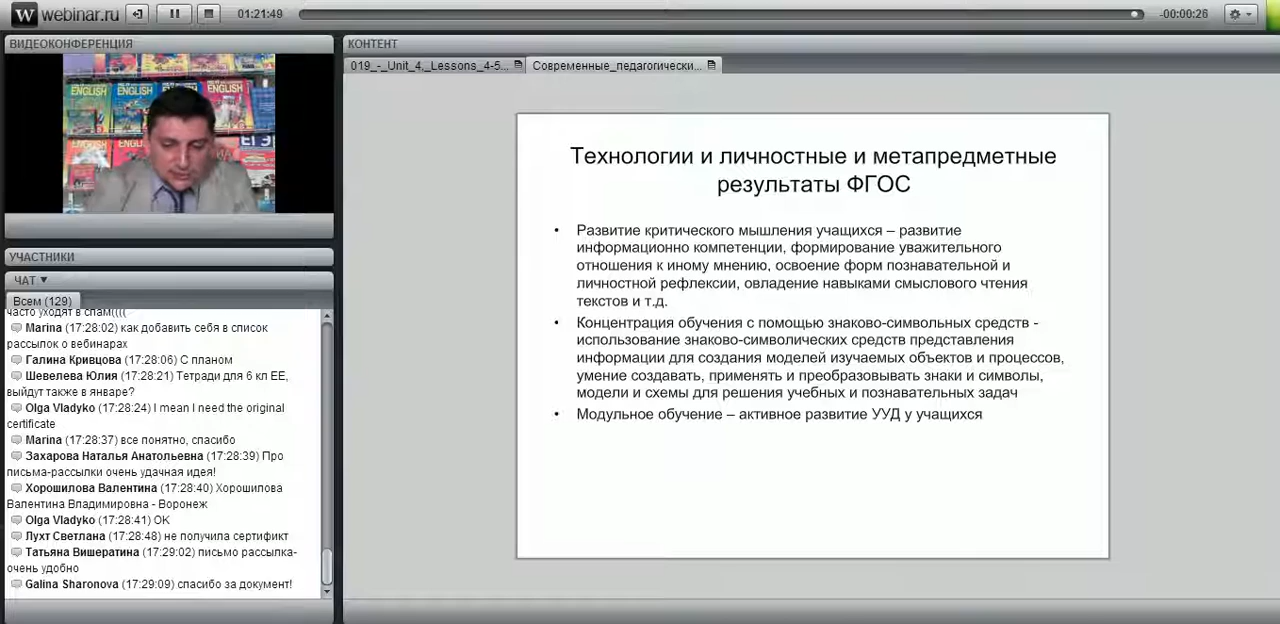 webinar.ru
01:21:49
-00:00:26
ВИДЕОКОНФЕРЕНЦИЯ
ENGLISH
ENGLISH
ENGLISH
ENGLISH
УЧАСТНИКИ
ЧАТ
Всем (129)
часто уходят в спам((((
Marina (17:28:02) как добавить себя в список
рассылок о вебинарах
Галина Кривцова (17:28:06) С планом
Шевелева Юлия (17:28:21) Тетради для 6 кл ЕЕ,
выйдут также в январе?
Olga Vladyko (17:28:24) I mean I need the original
certificate
Marina (17:28:37) все понятно, спасибо
Захарова Наталья Анатольевна (17:28:39) Про
письма-рассылки очень удачная идея!
Хорошилова Валентина (17:28:40) Хорошилова
Валентина Владимировна - Воронеж
Olga Vladyko (17:28:41) ОК
Лухт Светлана (17:28:48) не получила сертифкт
Татьяна Вишератина (17:29:02) письмо рассылка-
очень удобно
Galina Sharonova (17:29:09) спасибо за документ!
КОНТЕНТ
019_-_Unit_4,_Lessons_4-5...
Современные_педагогически...
Технологии и личностные и метапредметные
результаты ФГОС
• Развитие критического мышления учащихся – развитие
информационно компетенции, формирование уважительного
отношения к иному мнению, освоение форм познавательной и
личностной рефлексии, овладение навыками смыслового чтения
текстов и т.д.
• Концентрация обучения с помощью знаково-символьных средств -
использование знаково-символических средств представления
информации для создания моделей изучаемых объектов и процессов,
умение создавать, применять и преобразовывать знаки и символы,
модели и схемы для решения учебных и познавательных задач
• Модульное обучение – активное развитие УУД у учащихся